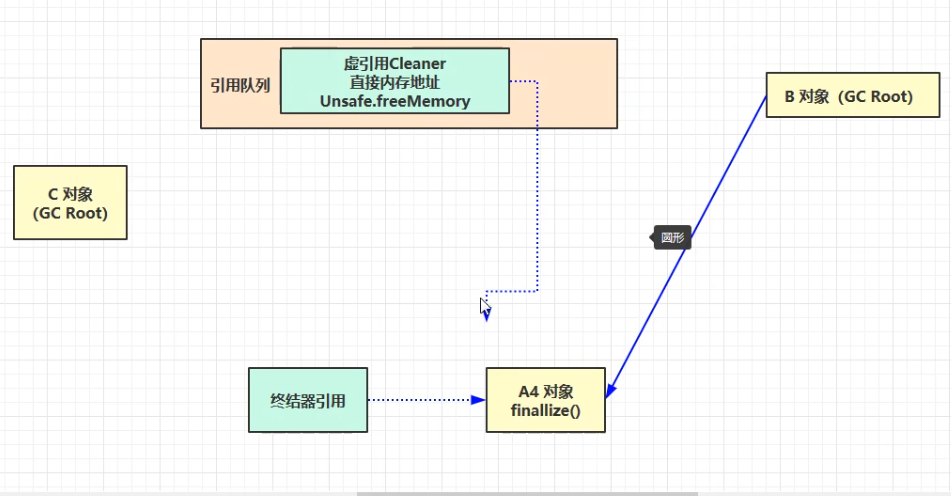 引用队列
虚引用Cleaner
直接内存地址
Unsafe.freeMemory
B 对象（GC Root）
C 对象
(GC Root)
圆形
终结器引用
A4 对象
finallize()